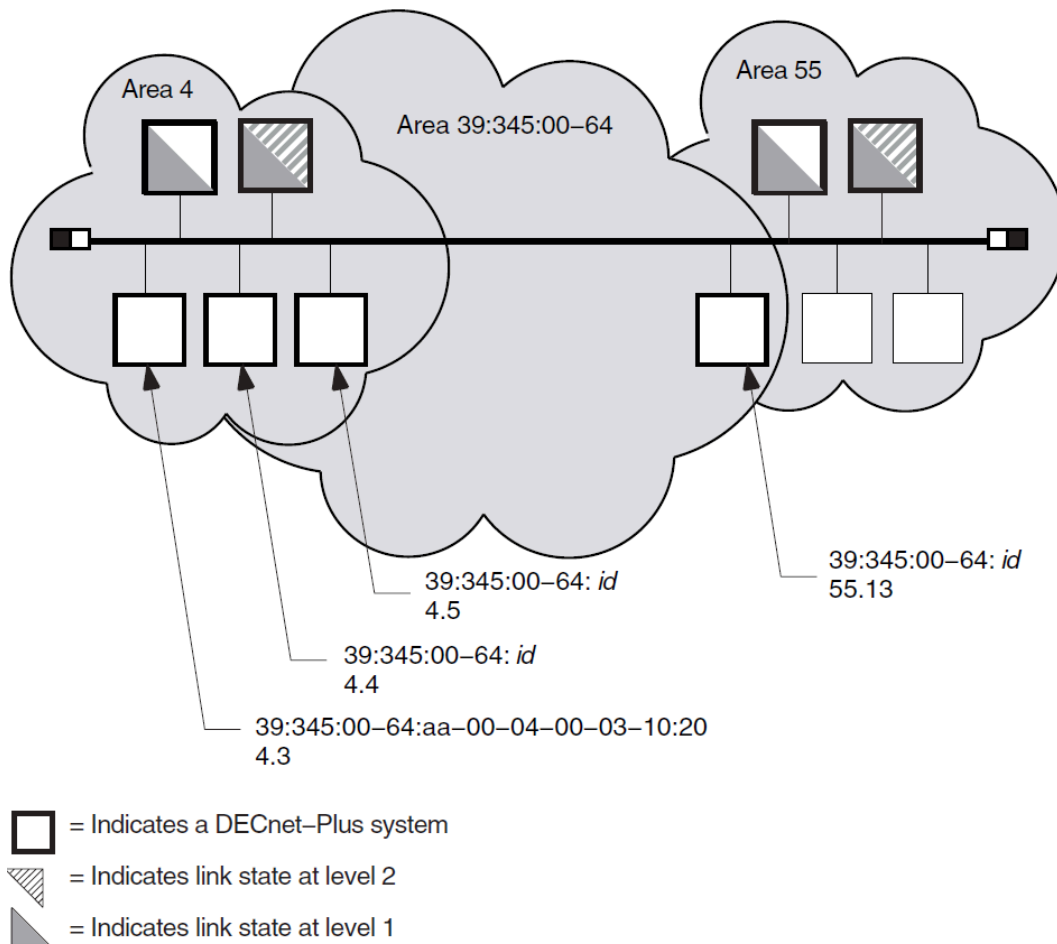 Area 4
Area 39:345:00–64
Area 55
39:345:00–64: id
55.13
39:345:00–64: id
4.5
39:345:00–64: id
4.4
39:345:00–64:aa–00–04–00–03–10:20
4.3
= Indicates a DECnet–Plus system
= Indicates link state at level 2
= Indicates link state at level 1